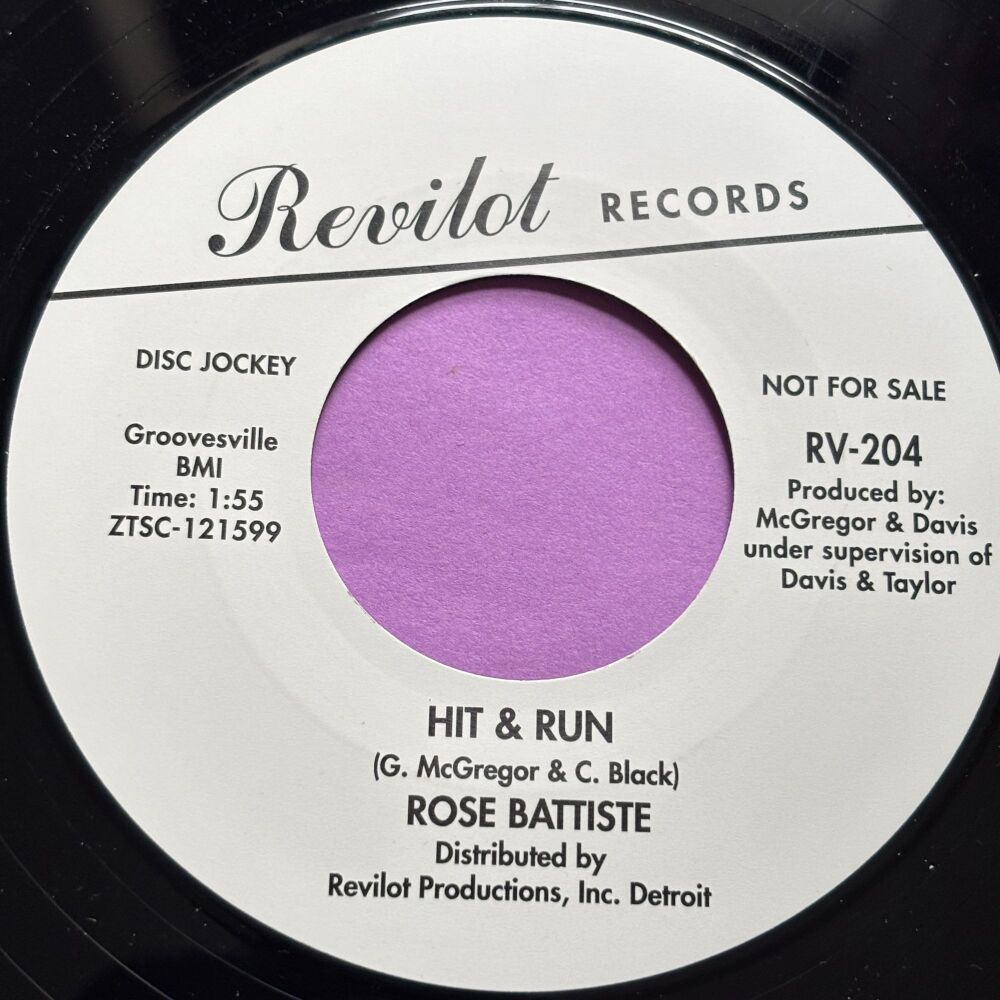 Revilot RECORDS
DISC JOCKEY
Groovesville
BMI
Time: 1:55
ZTSC-121599
NOT FOR SALE
RV-204
Produced by:
McGregor & Davis
under supervision of
Davis & Taylor
HIT & RUN
(G. McGregor & C. Black)
ROSE BATTISTE
Distributed by
Revilot Productions, Inc. Detroit